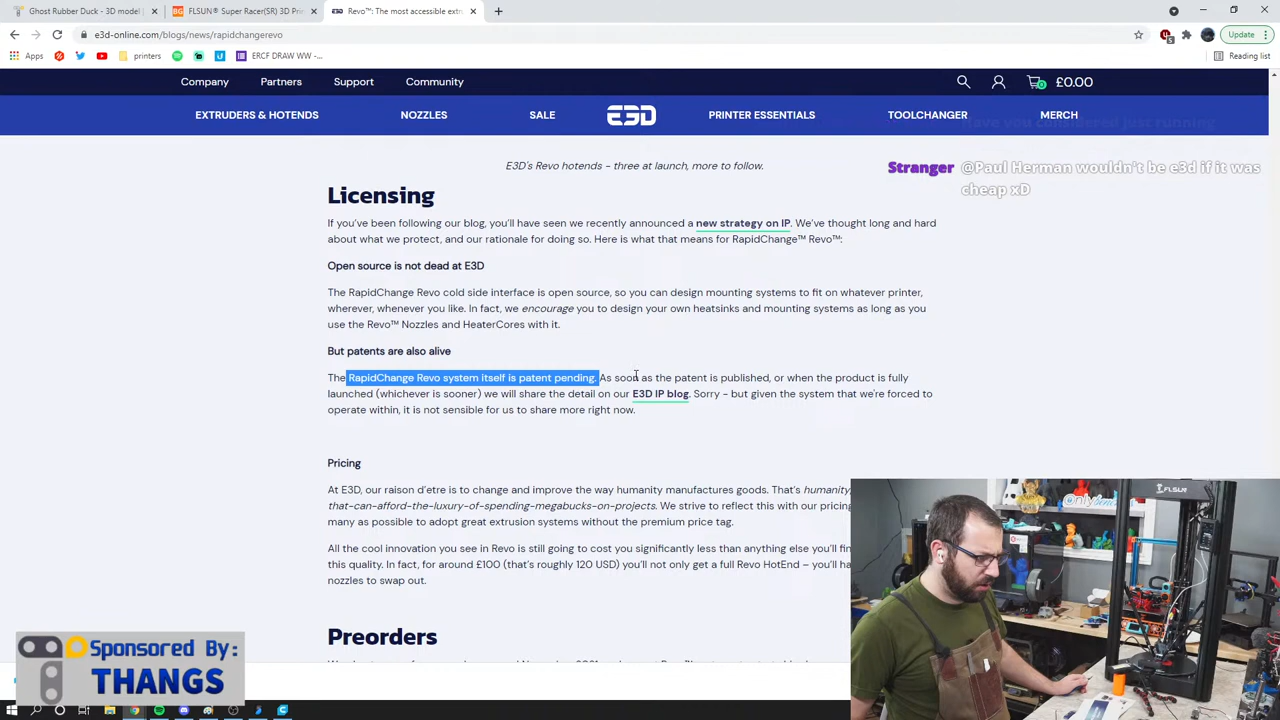 Ghost Rubber Duck - 3D model |
BG FLSUN® Super Racer(SR) 3D Pri
E3D Revo™: The most accessible extr
e3d-online.com/blogs/news/rapidchangerevo
Update
Apps
printers
ERCF DRAW WW -...
Reading list
Company Partners Support Community
0 £0.00
EXTRUDERS & HOTENDS NOZZLES SALE E3D PRINTER ESSENTIALS TOOLCHANGER MERCH
Have you considered just running
E3D's Revo hotends - three at launch, more to follow.
Stranger @Paul Herman wouldn't be e3d if it was
cheap xD
Licensing
If you've been following our blog, you'll have seen we recently announced a new strategy on IP. We've thought long and hard
about what we protect, and our rationale for doing so. Here is what that means for RapidChange™ Revo™:
Open source is not dead at E3D
The RapidChange Revo cold side interface is open source, so you can design mounting systems to fit on whatever printer,
wherever, whenever you like. In fact, we encourage you to design your own heatsinks and mounting systems as long as you
use the Revo™ Nozzles and HeaterCores with it.
But patents are also alive
The RapidChange Revo system itself is patent pending. As soon as the patent is published, or when the product is fully
launched (whichever is sooner) we will share the detail on our E3D IP blog. Sorry - but given the system that we're forced to
operate within, it is not sensible for us to share more right now.
Pricing
At E3D, our raison d'etre is to change and improve the way humanity manufactures goods. That's humanity,
that-can-afford-the-luxury-of-spending-megabucks-on-projects. We strive to reflect this with our pricing
many as possible to adopt great extrusion systems without the premium price tag.
All the cool innovation you see in Revo is still going to cost you significantly less than anything else you'll fin
this quality. In fact, for around £100 (that's roughly 120 USD) you'll not only get a full Revo HotEnd – you'll ha
nozzles to swap out.
Preorders
FLSUN
Sponsored By:
THANGS